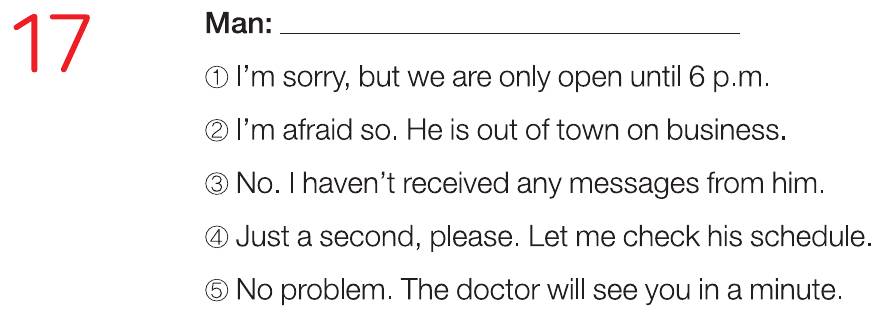 17
Man: ____________________
① I'm sorry, but we are only open until 6 p.m.
② I'm afraid so. He is out of town on business.
③ No. I haven't received any messages from him.
④ Just a second, please. Let me check his schedule.
⑤ No problem. The doctor will see you in a minute.